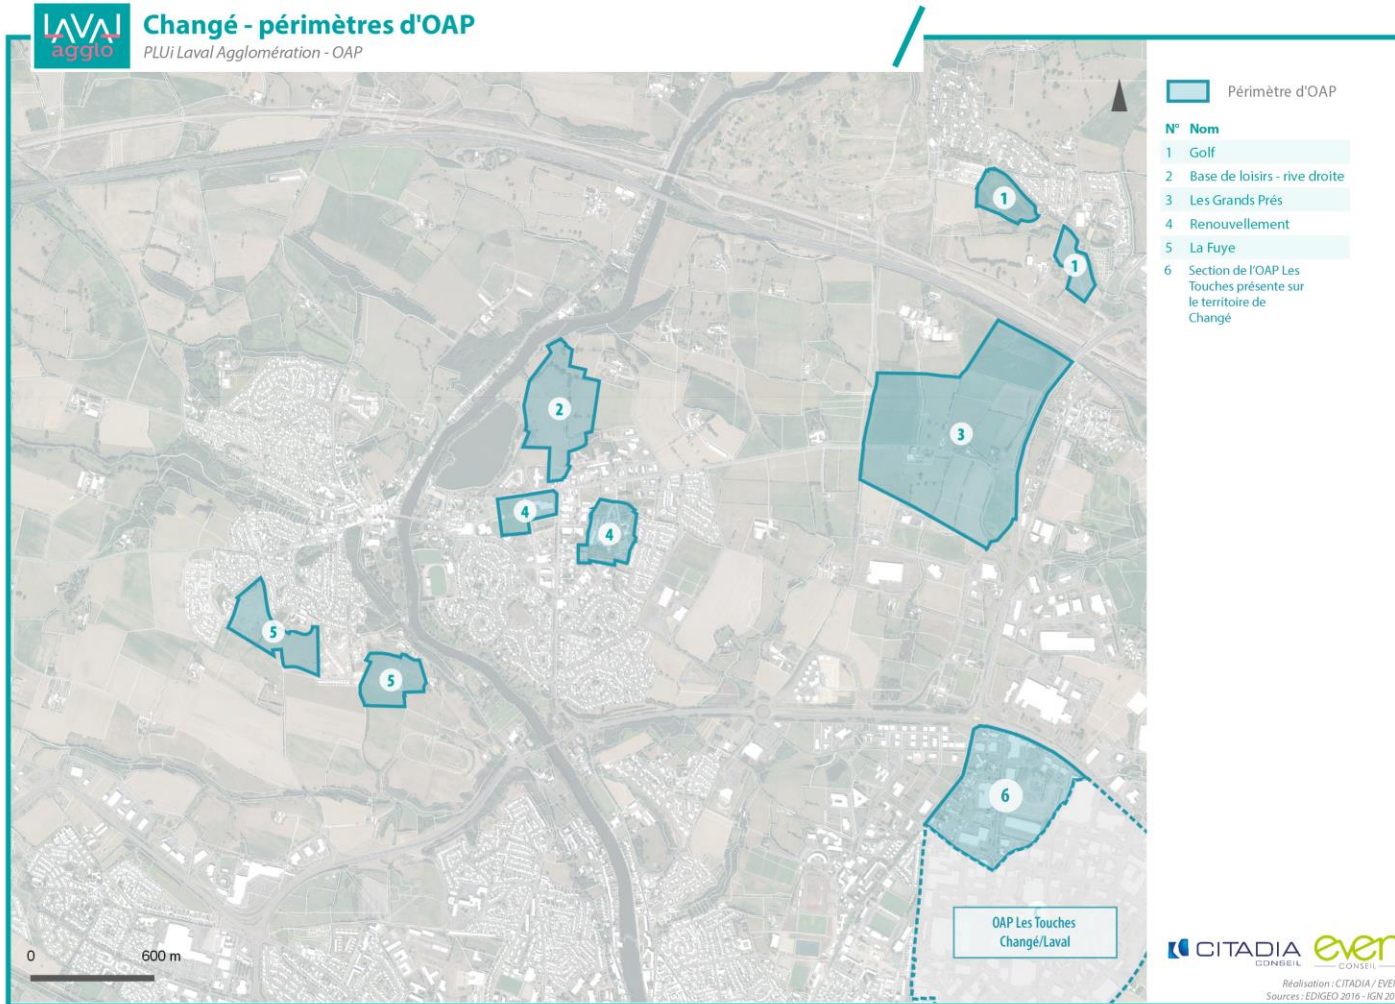 LAVAL
agglo
Changé - périmètres d'OAP
PLUi Laval Agglomération - OAP
Périmètre d'OAP
N° Nom
1 Golf
2 Base de loisirs - rive droite
3 Les Grands Prés
4 Renouvellement
5 La Fuye
6 Section de l'OAP Les
Touches présente sur
le territoire de
Changé
1
1
2
3
4
4
5
5
6
OAP Les Touches
Changé/Laval
0 600 m
CITADIA
CONSEIL
even
CONSEIL
Réalisation : CITADIA / EVE
Sources : EDIGEO 2016 - IGN 20